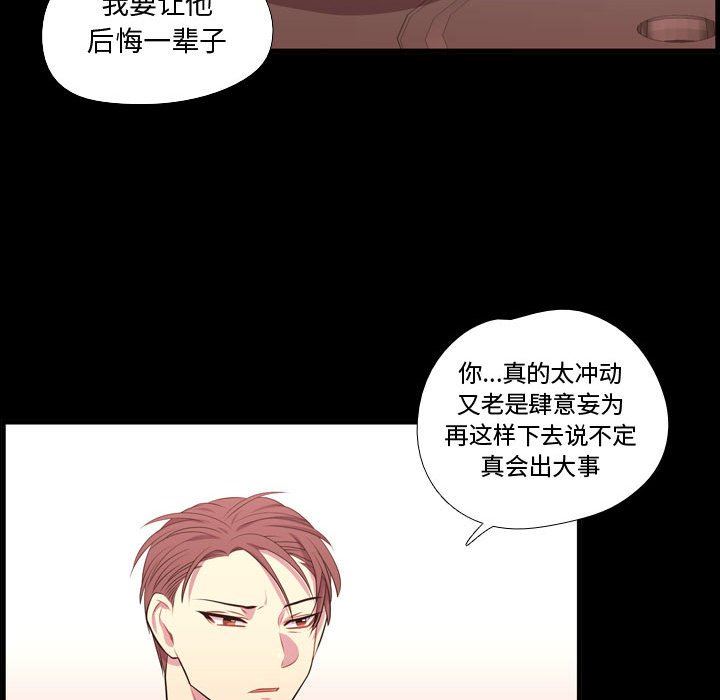 我要让他
后悔一辈子
你...真的太冲动
又老是肆意妄为
再这样下去说不定
真会出大事